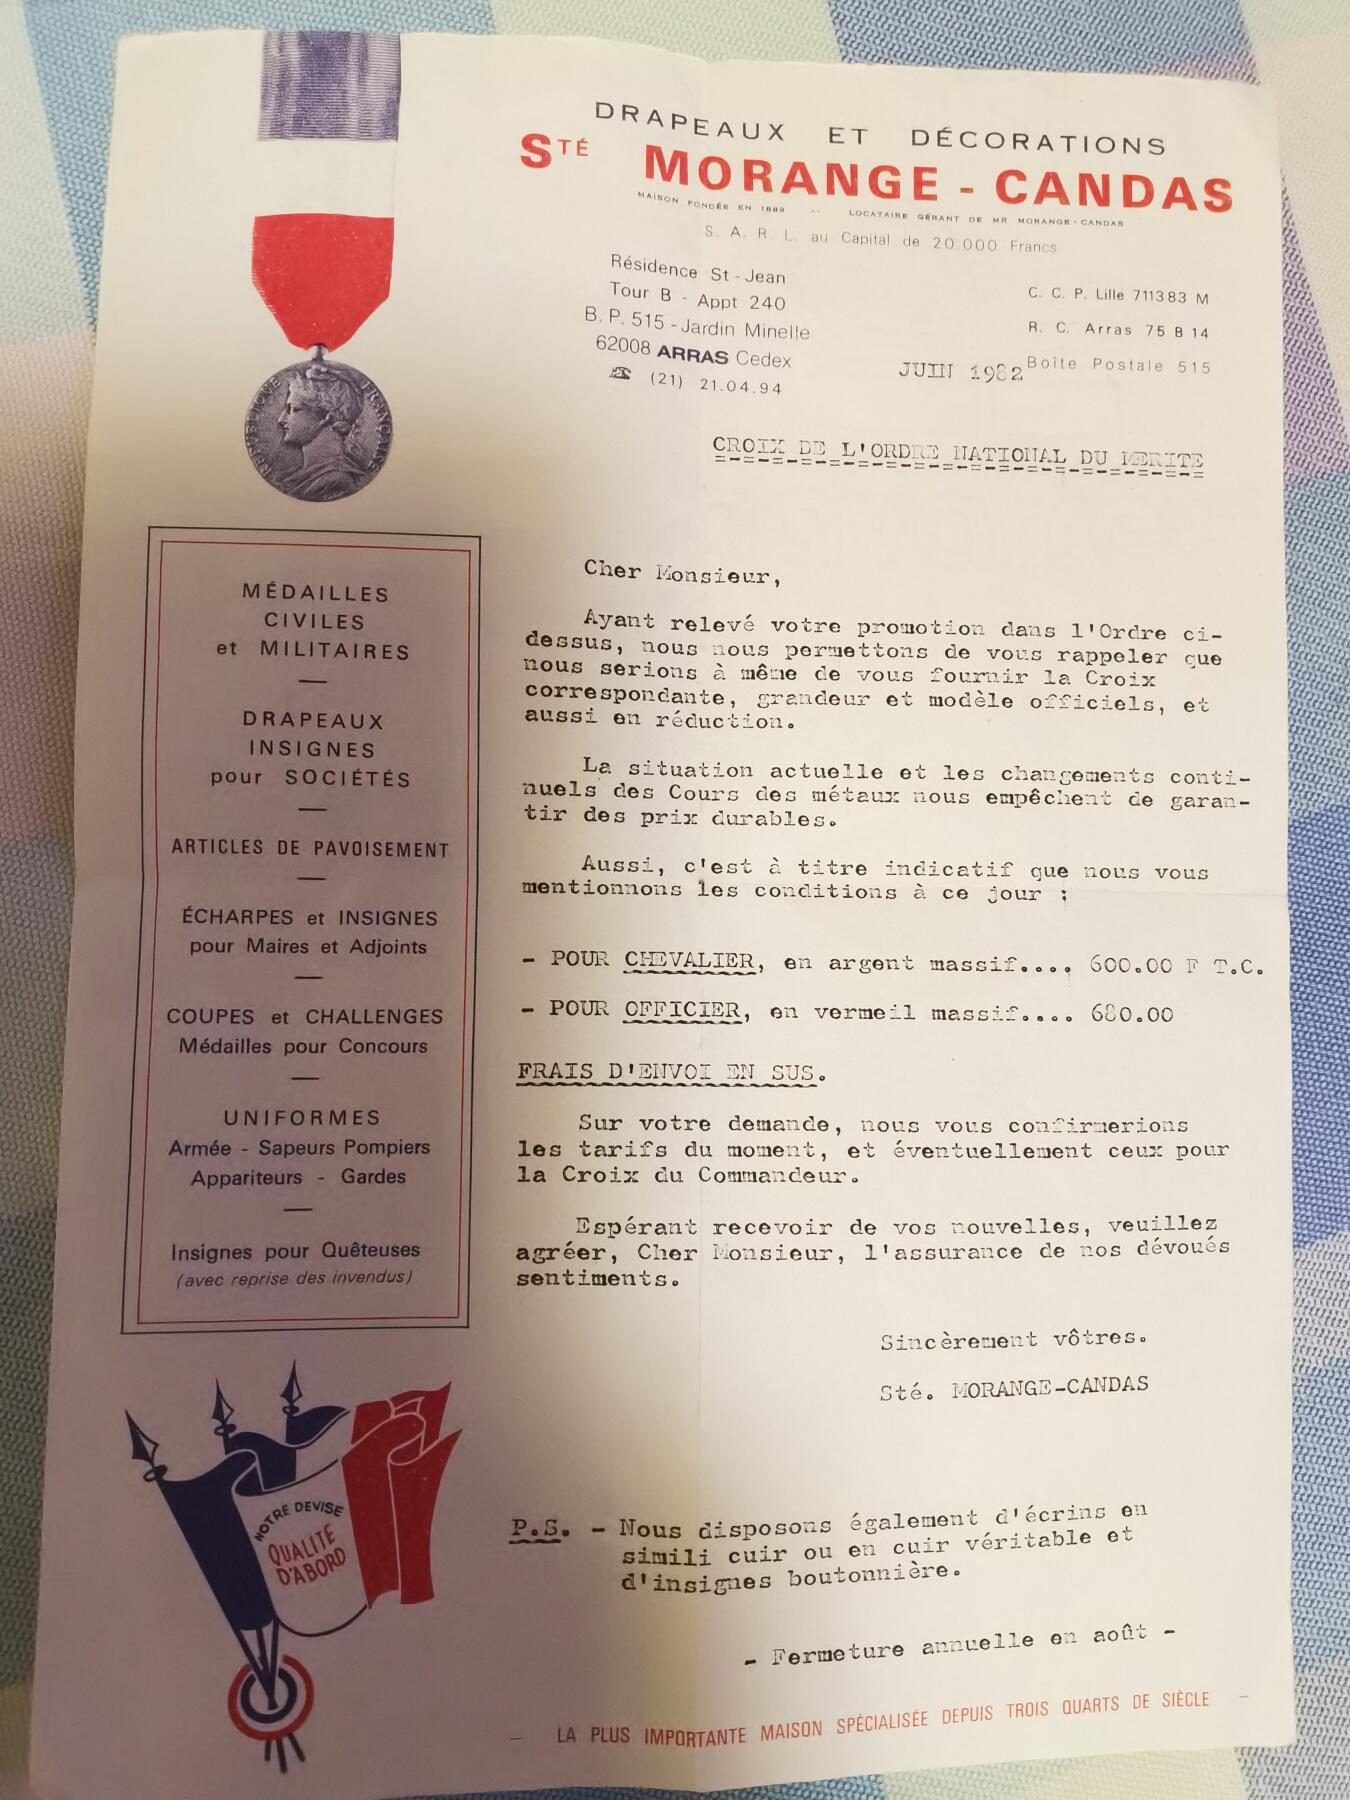 DRAPEAUX ET DÉCORATIONS
STÉ MORANGE - CANDAS
MAISON FONDÉE EN 1889 -- LOCATAIRE GÉRANT DE MR MORANGE-CANDAS
S. A. R. L. au Capital de 20.000 Francs
Résidence St-Jean
Tour B - Appt 240
B. P. 515 - Jardin Minelle
62008 ARRAS Cedex
☎ (21) 21.04.94
C. C. P. Lille 7113 83 M
R. C. Arras 75 B 14
Boîte Postale 515
JUIN 1982
CROIX DE L'ORDRE NATIONAL DU MERITE
=-=-=-=-=-=-=-=-=-=-=-=-=-=-=-=-=-=
Cher Monsieur,
Ayant relevé votre promotion dans l'Ordre ci-
dessus, nous nous permettons de vous rappeler que
nous serions à même de vous fournir la Croix
correspondante, grandeur et modèle officiels, et
aussi en réduction.
La situation actuelle et les changements conti-
nuels des Cours des métaux nous empêchent de garan-
tir des prix durables.
Aussi, c'est à titre indicatif que nous vous
mentionnons les conditions à ce jour :
- POUR CHEVALIER, en argent massif.... 600.00 F T.C.
- POUR OFFICIER, en vermeil massif.... 680.00
FRAIS D'ENVOI EN SUS.
Sur votre demande, nous vous confirmerions
les tarifs du moment, et éventuellement ceux pour
la Croix du Commandeur.
Espérant recevoir de vos nouvelles, veuillez
agréer, Cher Monsieur, l'assurance de nos dévoués
sentiments.
Sincèrement vôtres.
Sté. MORANGE-CANDAS
P.S. - Nous disposons également d'écrins en
simili cuir ou en cuir véritable et
d'insignes boutonnière.
- Fermeture annuelle en août -
- LA PLUS IMPORTANTE MAISON SPÉCIALISÉE DEPUIS TROIS QUARTS DE SIÈCLE -
RÉPUBLIQUE FRANÇAISE
MÉDAILLES
CIVILES
et MILITAIRES
—
DRAPEAUX
INSIGNES
pour SOCIÉTÉS
—
ARTICLES DE PAVOISEMENT
—
ÉCHARPES et INSIGNES
pour Maires et Adjoints
—
COUPES et CHALLENGES
Médailles pour Concours
—
UNIFORMES
Armée - Sapeurs Pompiers
Appariteurs - Gardes
—
Insignes pour Quêteuses
(avec reprise des invendus)
NOTRE DEVISE
QUALITÉ
D'ABORD